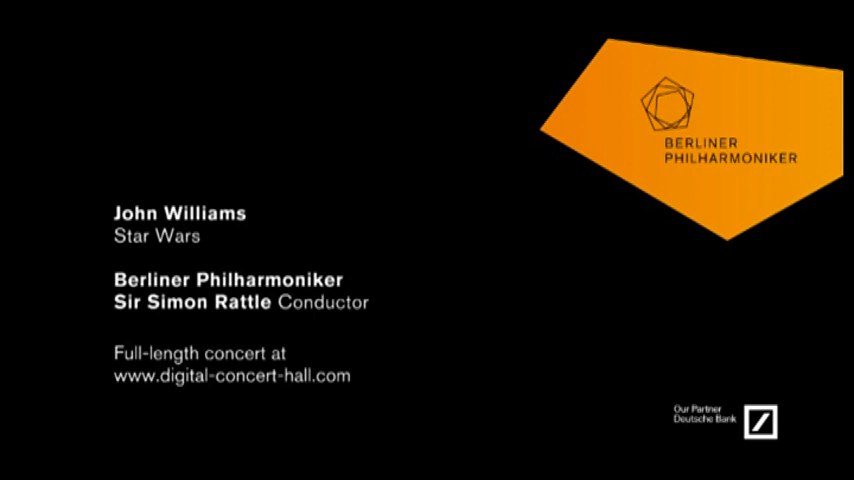 BERLINER
PHILHARMONIKER
John Williams
Star Wars
Berliner Philharmoniker
Sir Simon Rattle Conductor
Full-length concert at
www.digital-concert-hall.com
Our Partner
Deutsche Bank